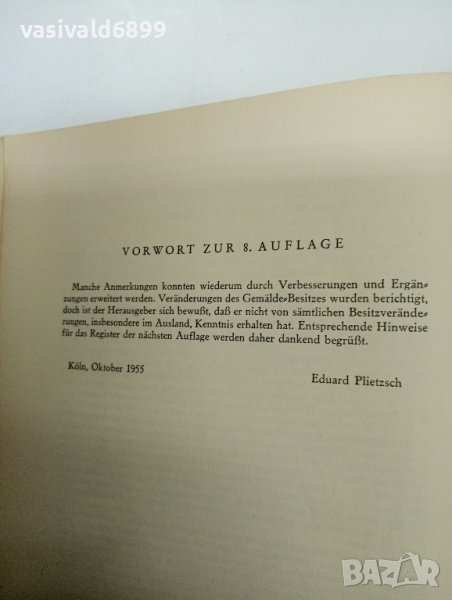 vasivald6899
VORWORT ZUR 8. AUFLAGE
Manche Anmerkungen konnten wiederum durch Verbesserungen und Ergän-
zungen erweitert werden. Veränderungen des Gemälde-Besitzes wurden berichtigt,
doch ist der Herausgeber sich bewußt, daß er nicht von sämtlichen Besitzverände-
rungen, insbesondere im Ausland, Kenntnis erhalten hat. Entsprechende Hinweise
für das Register der nächsten Auflage werden daher dankend begrüßt.
Köln, Oktober 1955
Eduard Plietzsch
BAZAR